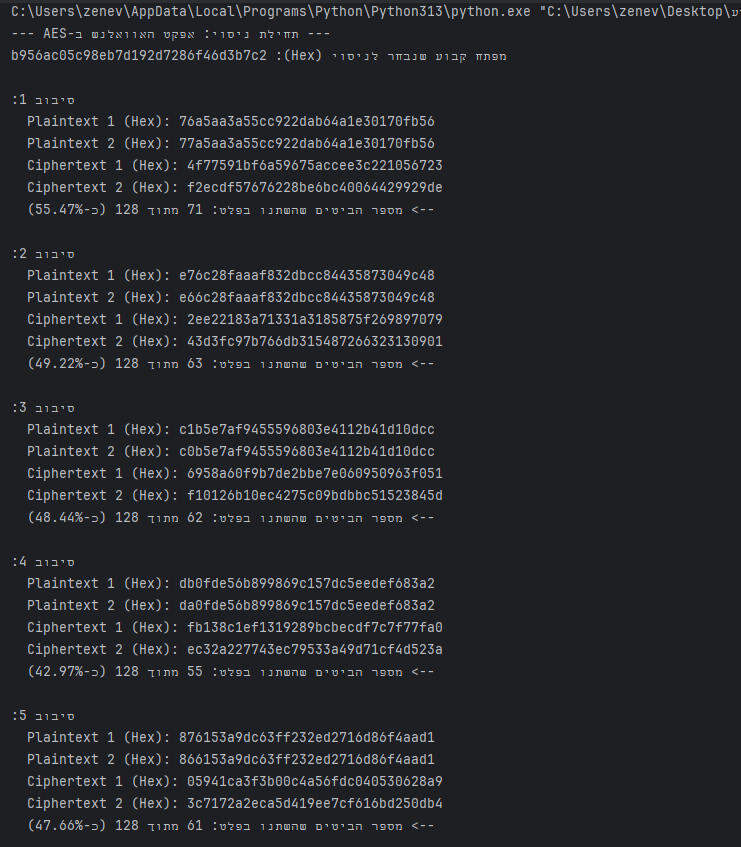 C:\Users\zenev\AppData\Local\Programs\Python\Python313\python.exe "C:\Users\zenev\Desktop\
--- תחילת ניסוי: אפקט האוואלנש ב-AES ---
מפתח קבוע שנבחר לניסוי (Hex): b956ac05c98eb7d192d7286f46d3b7c2
סיבוב 1:
Plaintext 1 (Hex): 76a5aa3a55cc922dab64a1e30170fb56
Plaintext 2 (Hex): 77a5aa3a55cc922dab64a1e30170fb56
Ciphertext 1 (Hex): 4f77591bf6a59675accee3c221056723
Ciphertext 2 (Hex): f2ecdf57676228be6bc40064429929de
--> מספר הביטים שהשתנו בפלט: 71 מתוך 128 (כ-55.47%)
סיבוב 2:
Plaintext 1 (Hex): e76c28faaaf832dbcc84435873049c48
Plaintext 2 (Hex): e66c28faaaf832dbcc84435873049c48
Ciphertext 1 (Hex): 2ee22183a71331a3185875f269897079
Ciphertext 2 (Hex): 43d3fc97b766db315487266323130901
--> מספר הביטים שהשתנו בפלט: 63 מתוך 128 (כ-49.22%)
סיבוב 3:
Plaintext 1 (Hex): c1b5e7af9455596803e4112b41d10dcc
Plaintext 2 (Hex): c0b5e7af9455596803e4112b41d10dcc
Ciphertext 1 (Hex): 6958a60f9b7de2bbe7e060950963f051
Ciphertext 2 (Hex): f10126b10ec4275c09bdbbc51523845d
--> מספר הביטים שהשתנו בפלט: 62 מתוך 128 (כ-48.44%)
סיבוב 4:
Plaintext 1 (Hex): db0fde56b899869c157dc5eedef683a2
Plaintext 2 (Hex): da0fde56b899869c157dc5eedef683a2
Ciphertext 1 (Hex): fb138c1ef1319289bcbecdf7c7f77fa0
Ciphertext 2 (Hex): ec32a227743ec79533a49d71cf4d523a
--> מספר הביטים שהשתנו בפלט: 55 מתוך 128 (כ-42.97%)
סיבוב 5:
Plaintext 1 (Hex): 876153a9dc63ff232ed2716d86f4aad1
Plaintext 2 (Hex): 866153a9dc63ff232ed2716d86f4aad1
Ciphertext 1 (Hex): 05941ca3f3b00c4a56fdc040530628a9
Ciphertext 2 (Hex): 3c7172a2eca5d419ee7cf616bd250db4
--> מספר הביטים שהשתנו בפלט: 61 מתוך 128 (כ-47.66%)